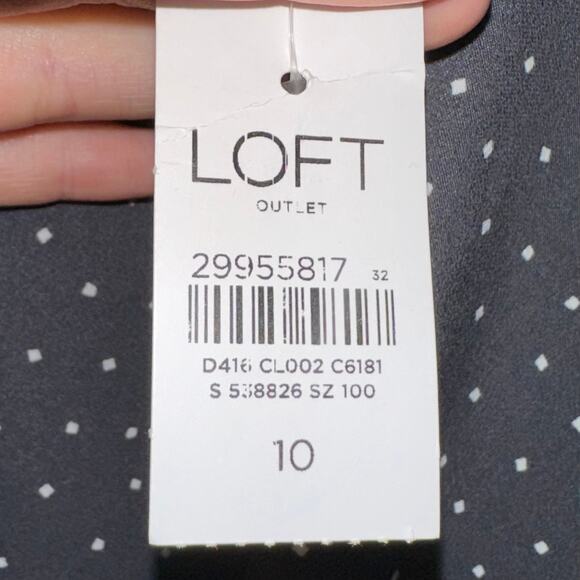 LOFT
OUTLET
29955817 32
D416 CL002 C6181
S 538826 SZ 100
10